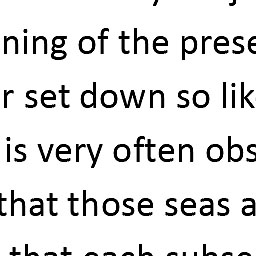 ning of the prese
r set down so lik
is very often obs
that those seas a
that each subse